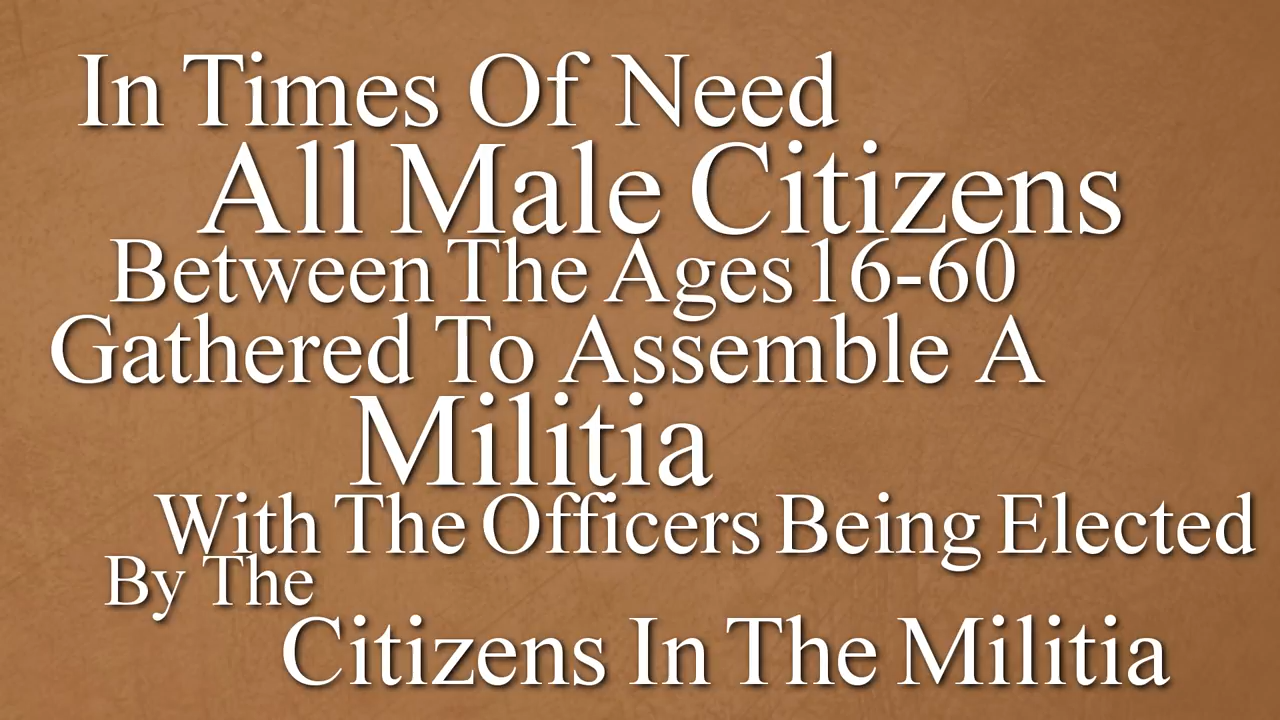 In Times Of Need
All Male Citizens
Between The Ages 16-60
Gathered To Assemble A
Militia
With The Officers Being Elected
By The
Citizens In The Militia